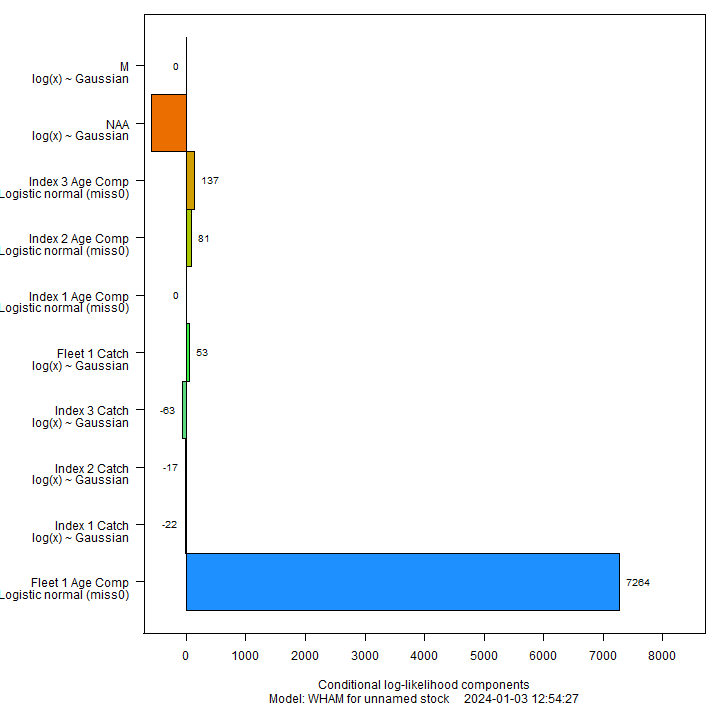 M
log(x) ~ Gaussian
0
NAA
log(x) ~ Gaussian
Index 3 Age Comp
Logistic normal (miss0)
137
Index 2 Age Comp
Logistic normal (miss0)
81
Index 1 Age Comp
Logistic normal (miss0)
0
Fleet 1 Catch
log(x) ~ Gaussian
53
Index 3 Catch
log(x) ~ Gaussian
-63
Index 2 Catch
log(x) ~ Gaussian
-17
Index 1 Catch
log(x) ~ Gaussian
-22
Fleet 1 Age Comp
Logistic normal (miss0)
7264
0 1000 2000 3000 4000 5000 6000 7000 8000
Conditional log-likelihood components
Model: WHAM for unnamed stock 2024-01-03 12:54:27